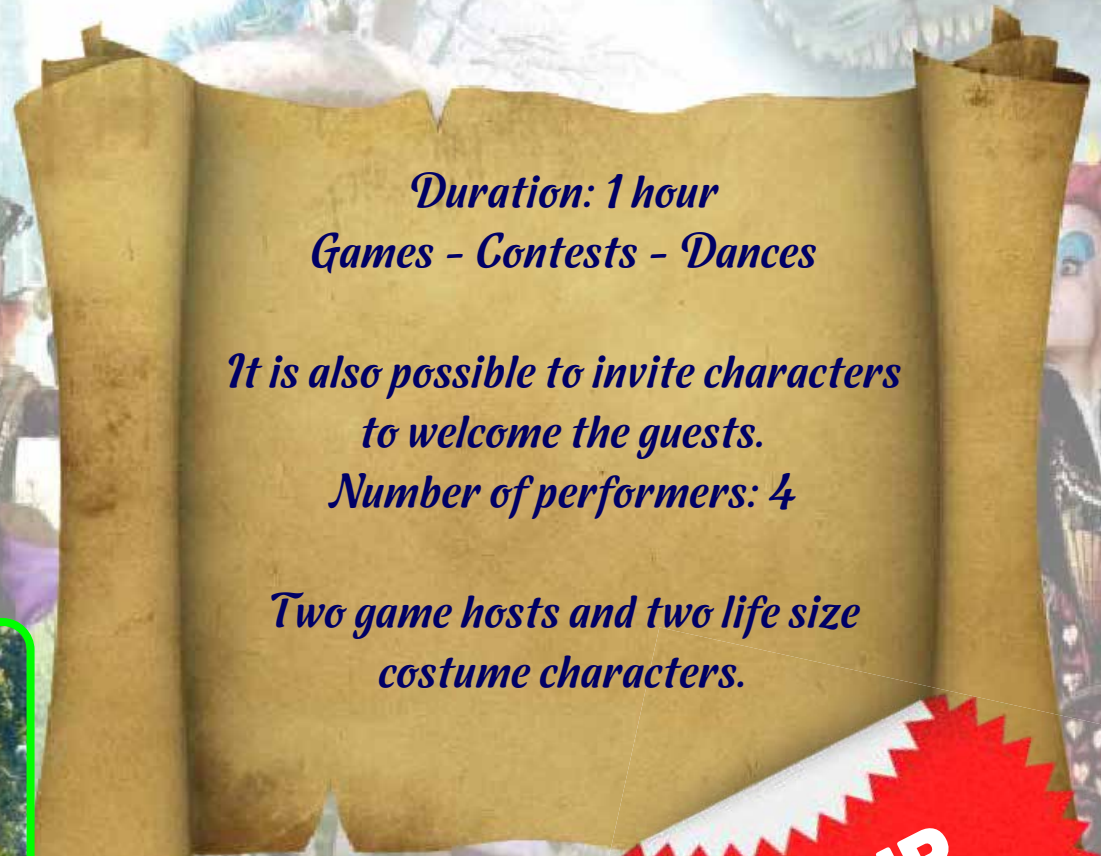 Duration: 1 hour
Games - Contests - Dances
It is also possible to invite characters
to welcome the guests.
Number of performers: 4
Two game hosts and two life size
costume characters.